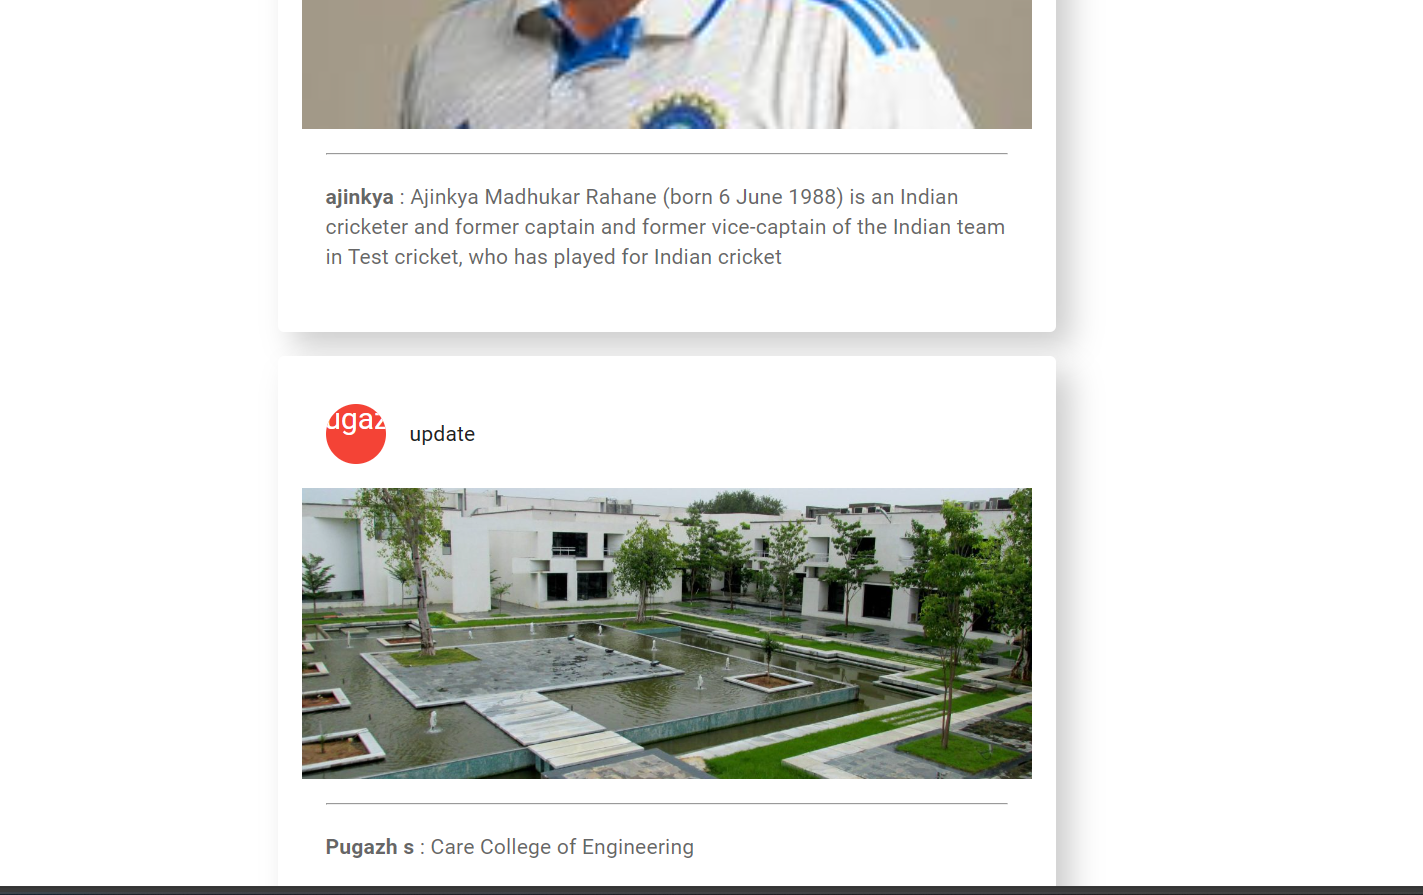 ajinkya : Ajinkya Madhukar Rahane (born 6 June 1988) is an Indian
cricketer and former captain and former vice-captain of the Indian team
in Test cricket, who has played for Indian cricket
ugaz
update
Pugazh s : Care College of Engineering